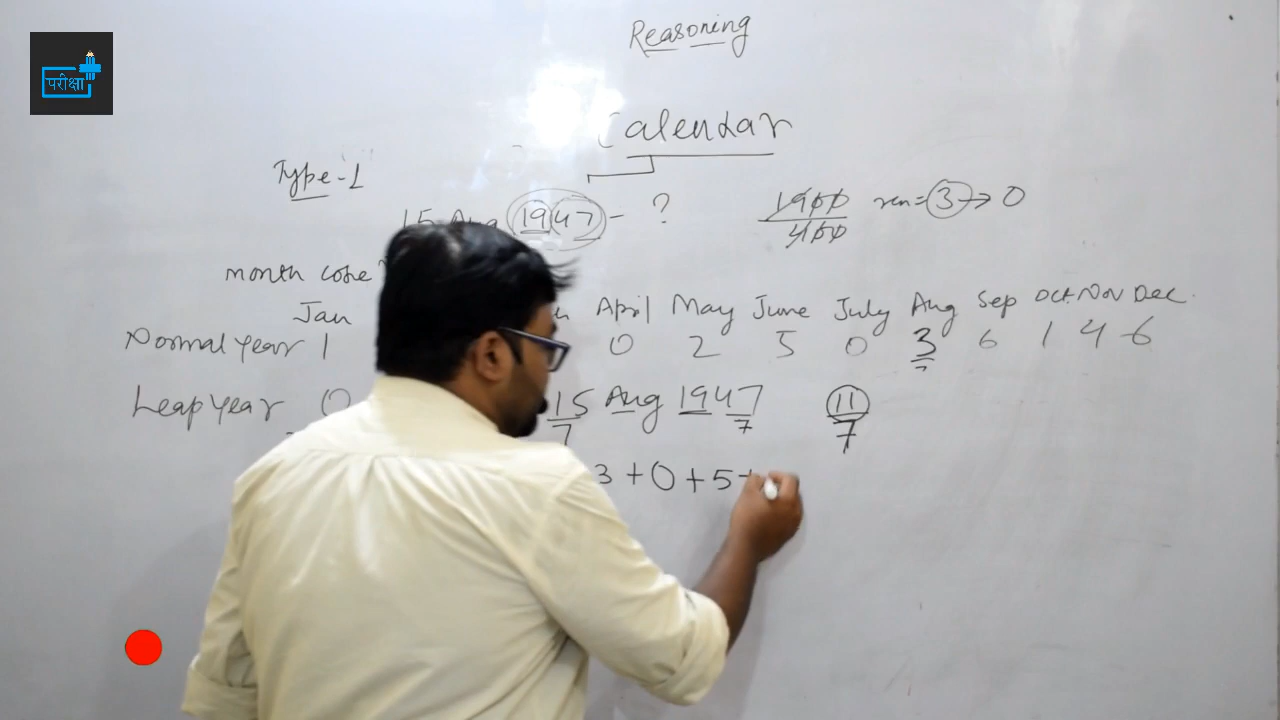 परीक्षा
Reasoning
Calendar
Type-1
15 Aug 1947 - ?
1900 rem = 3 → 0
400
month code
Jan April May June July Aug Sep Oct Nov Dec.
Normal year 1 0 2 5 0 3 6 1 4 6
Leap year 0 15 Aug 1947 11
7 7 7
3 + 0 + 5 +